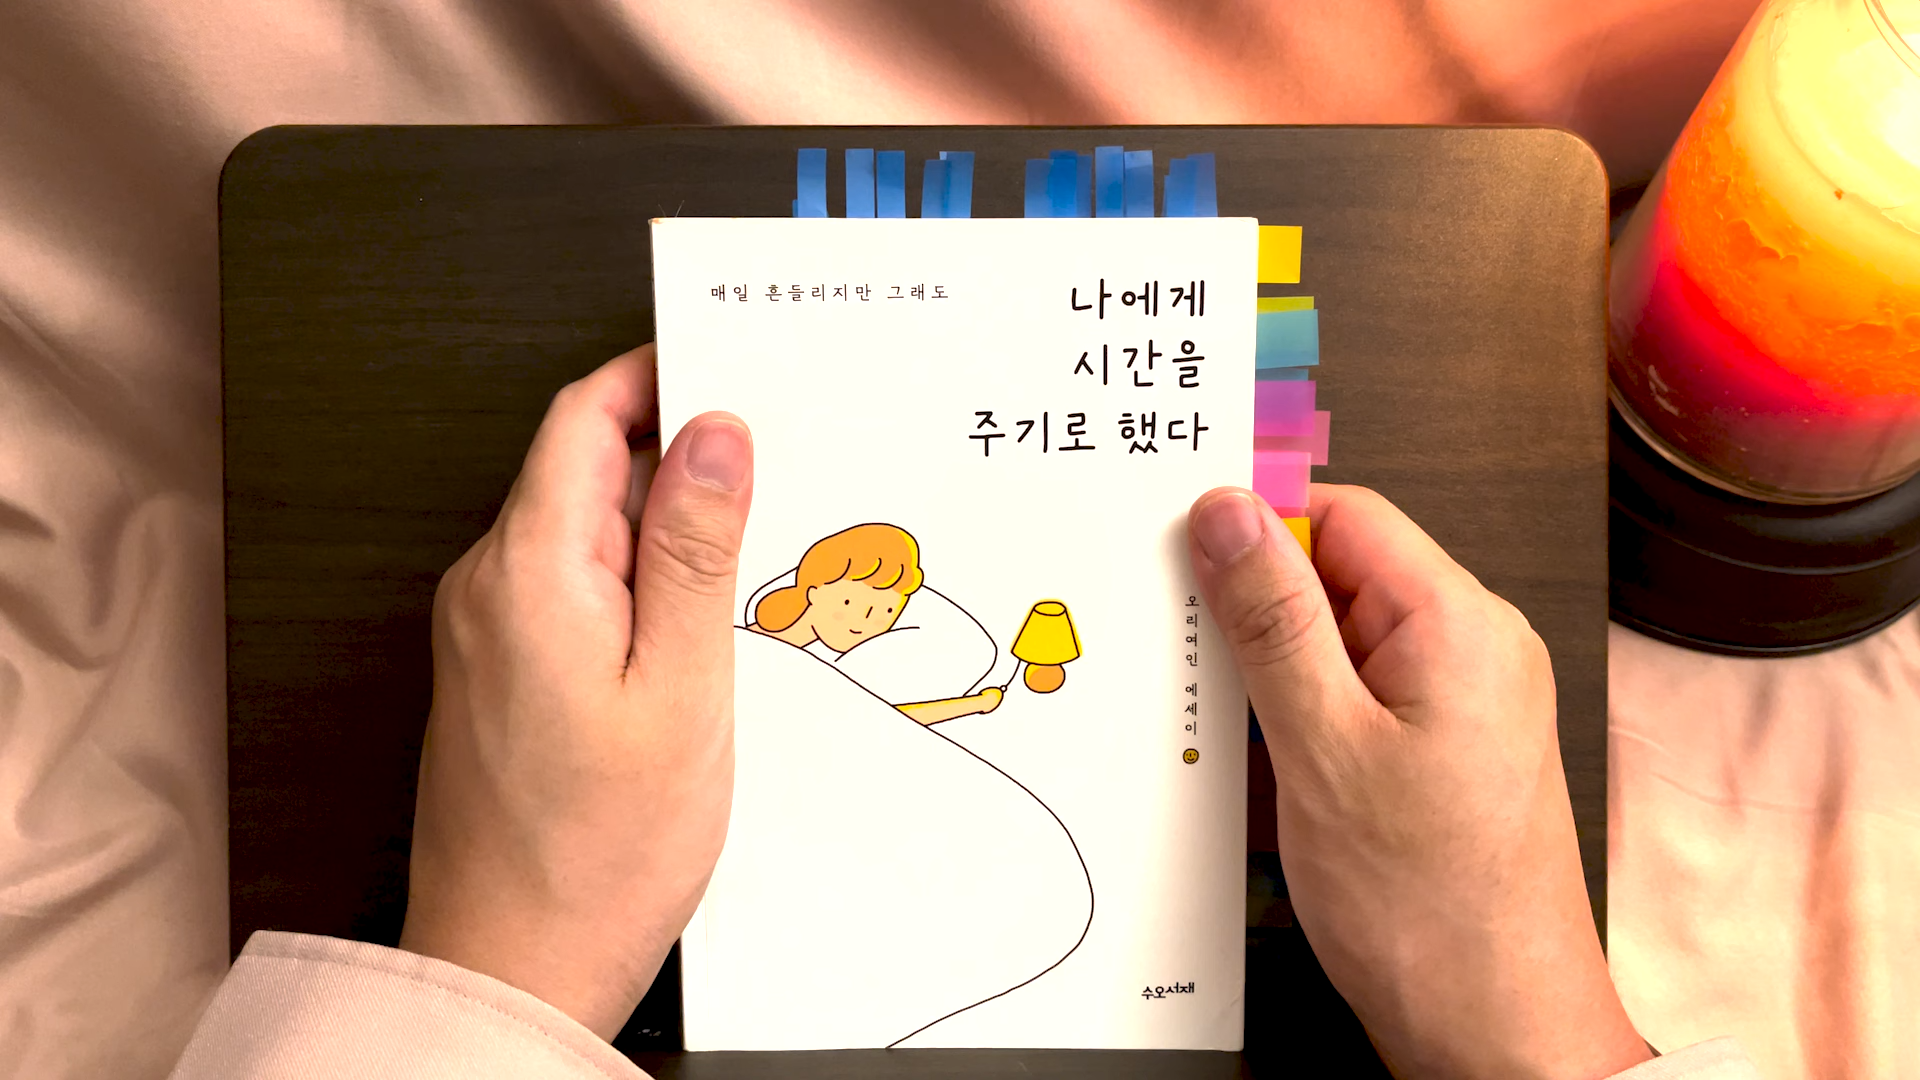 매일 흔들리지만 그래도
나에게
시간을
주기로 했다
오리여인 에세이
수오서재